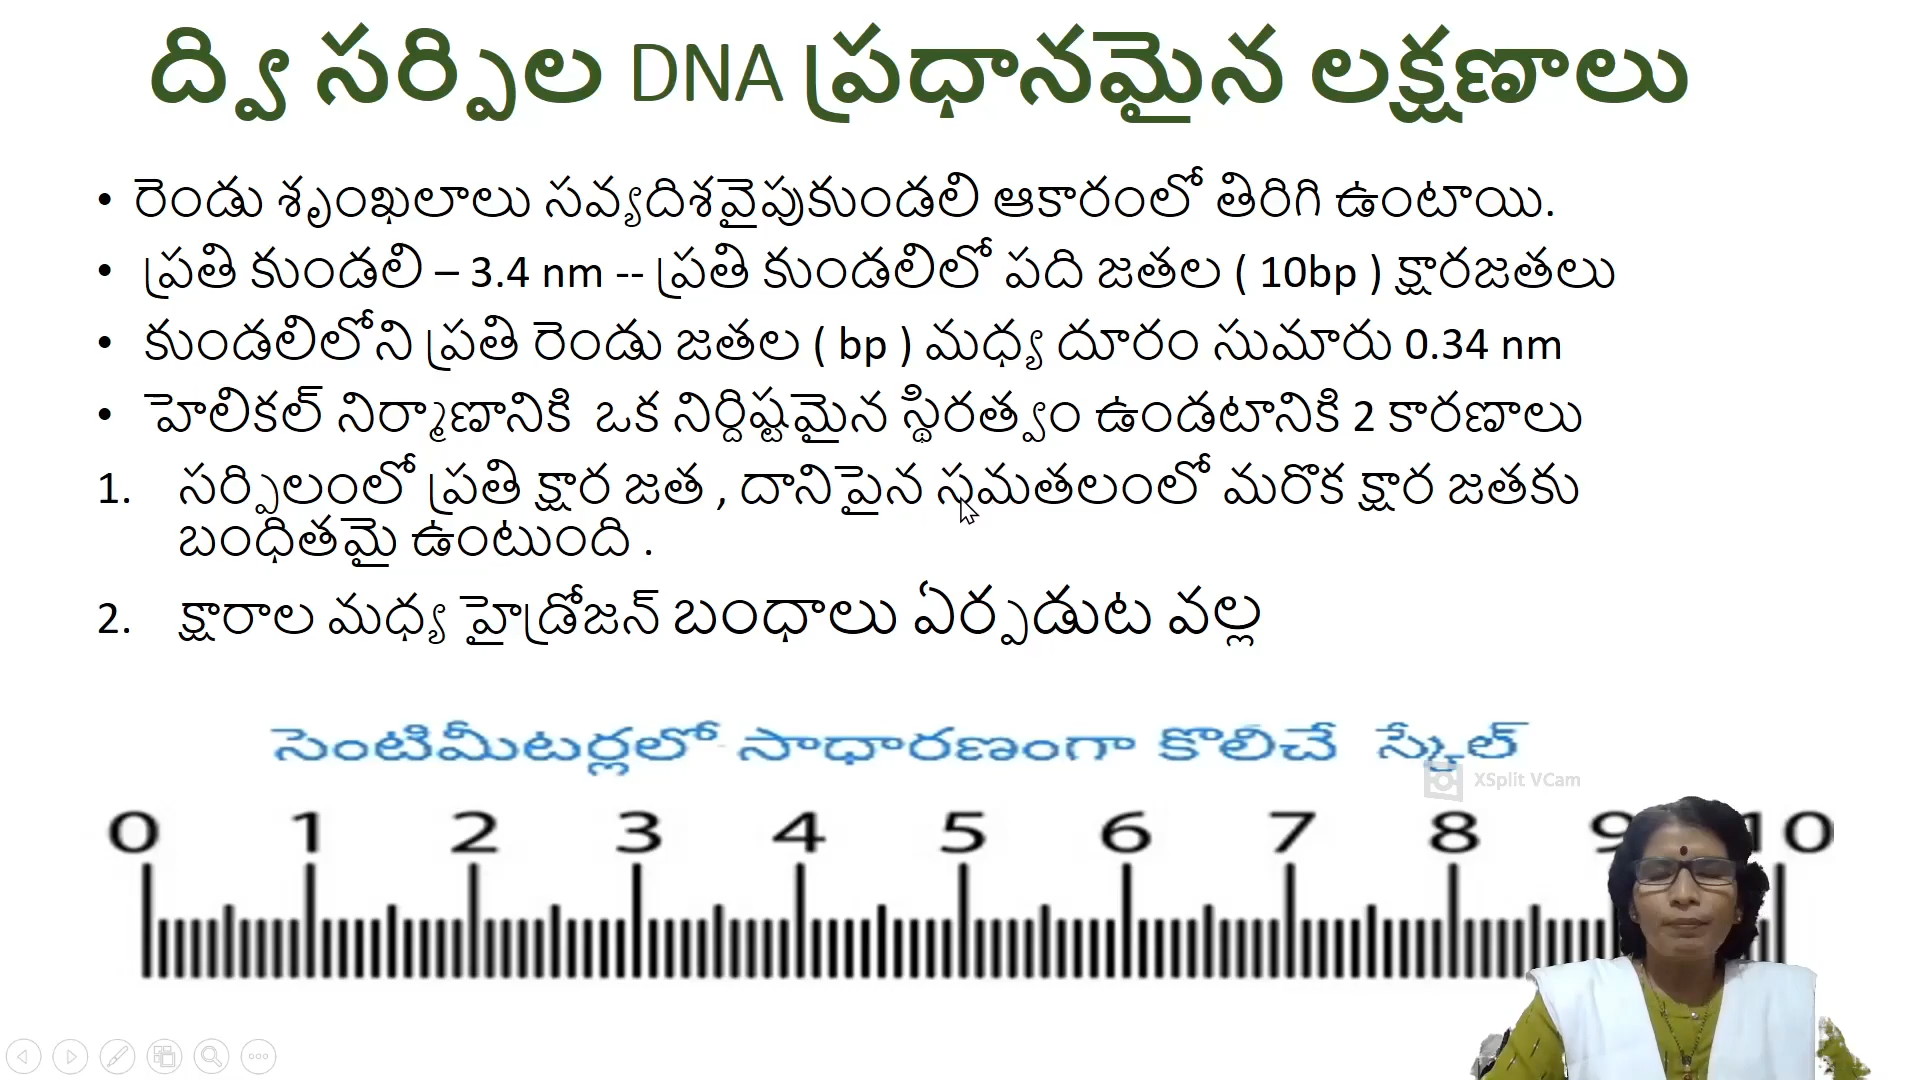 ద్వి సర్పిల DNA ప్రధానమైన లక్షణాలు
• రెండు శృంఖలాలు సవ్యదిశవైపుకుండలి ఆకారంలో తిరిగి ఉంటాయి.
• ప్రతి కుండలి – 3.4 nm -- ప్రతి కుండలిలో పది జతల ( 10bp ) క్షారజతలు
• కుండలిలోని ప్రతి రెండు జతల ( bp ) మధ్య దూరం సుమారు 0.34 nm
• హెలికల్ నిర్మాణానికి ఒక నిర్దిష్టమైన స్థిరత్వం ఉండటానికి 2 కారణాలు
1. సర్పిలంలో ప్రతి క్షార జత , దానిపైన సమతలంలో మరొక క్షార జతకు
బంధితమై ఉంటుంది .
2. క్షారాల మధ్య హైడ్రోజన్ బంధాలు ఏర్పడుట వల్ల
సెంటిమీటర్లలో సాధారణంగా కొలిచే స్కేల్
XSplit VCam
0 1 2 3 4 5 6 7 8 9 10